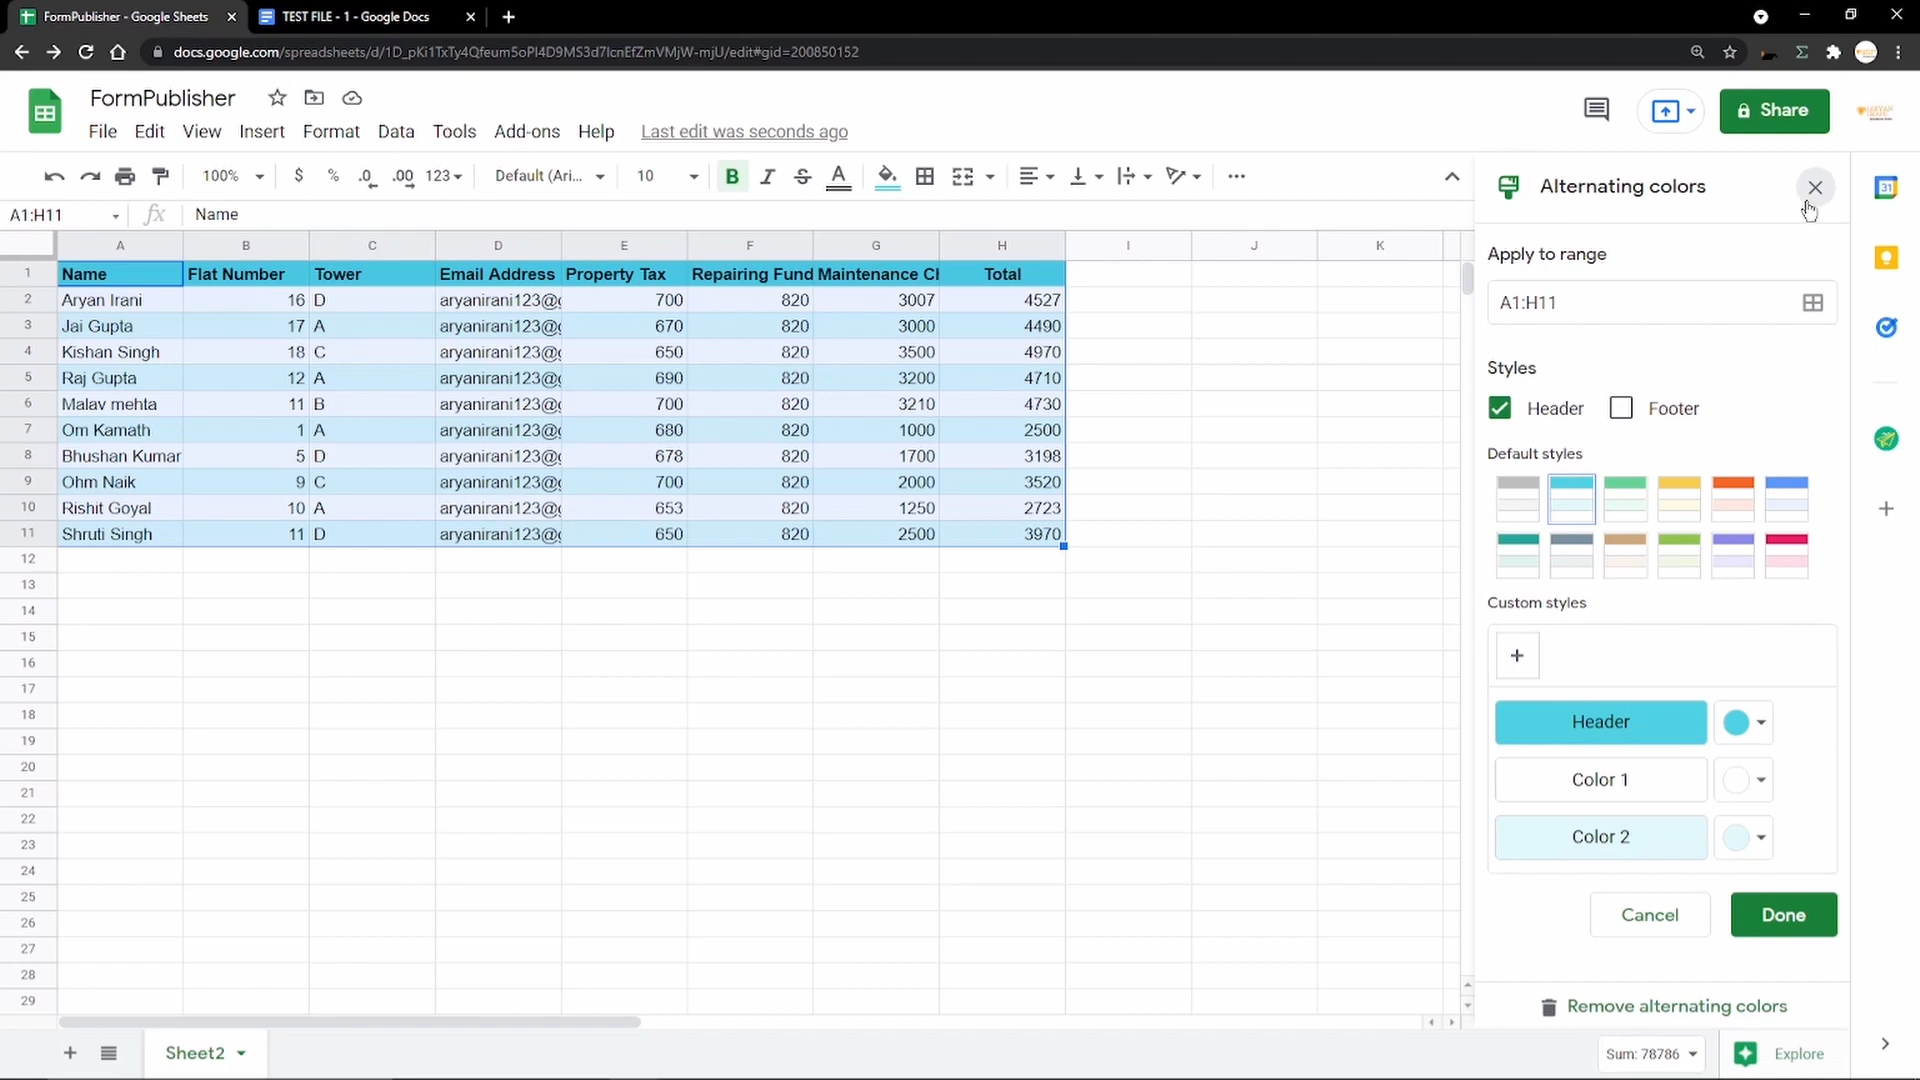 FormPublisher - Google Sheets
TEST FILE - 1 - Google Docs
docs.google.com/spreadsheets/d/1D_pKi1TxTy4Qfeum5oPl4D9MS3d7lcnEfZmVMjW-mjU/edit#gid=200850152
FormPublisher
File Edit View Insert Format Data Tools Add-ons Help Last edit was seconds ago
Share
100% $ % .0 .00 123 Default (Ari... 10 B I S A
A1:H11 fx Name
A B C D E F G H I J K
1 Name Flat Number Tower Email Address Property Tax Repairing Fund Maintenance Cl Total
2 Aryan Irani 16 D aryanirani123@g 700 820 3007 4527
3 Jai Gupta 17 A aryanirani123@g 670 820 3000 4490
4 Kishan Singh 18 C aryanirani123@g 650 820 3500 4970
5 Raj Gupta 12 A aryanirani123@g 690 820 3200 4710
6 Malav mehta 11 B aryanirani123@g 700 820 3210 4730
7 Om Kamath 1 A aryanirani123@g 680 820 1000 2500
8 Bhushan Kumar 5 D aryanirani123@g 678 820 1700 3198
9 Ohm Naik 9 C aryanirani123@g 700 820 2000 3520
10 Rishit Goyal 10 A aryanirani123@g 653 820 1250 2723
11 Shruti Singh 11 D aryanirani123@g 650 820 2500 3970
12
13
14
15
16
17
18
19
20
21
22
23
24
25
26
27
28
29
Sheet2
Sum: 78786
Explore
Alternating colors
Apply to range
A1:H11
Styles
Header Footer
Default styles
Custom styles
Header
Color 1
Color 2
Cancel Done
Remove alternating colors
31